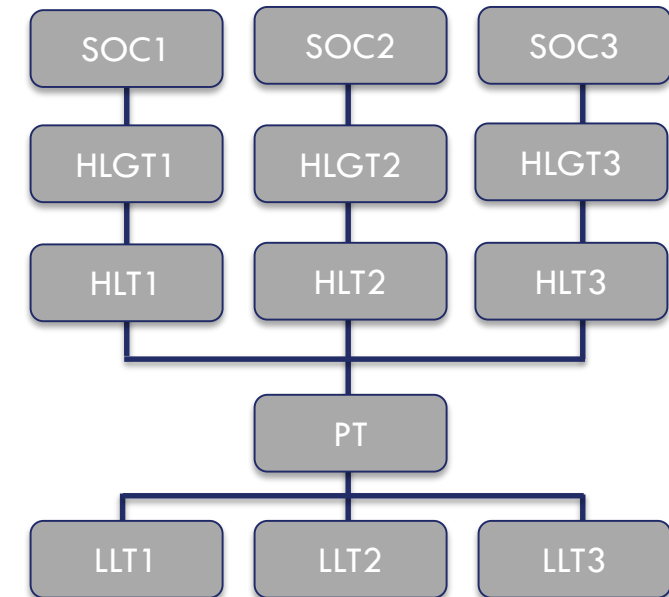 SOC1 SOC2 SOC3
HLGT1 HLGT2 HLGT3
HLT1 HLT2 HLT3
PT
LLT1 LLT2 LLT3